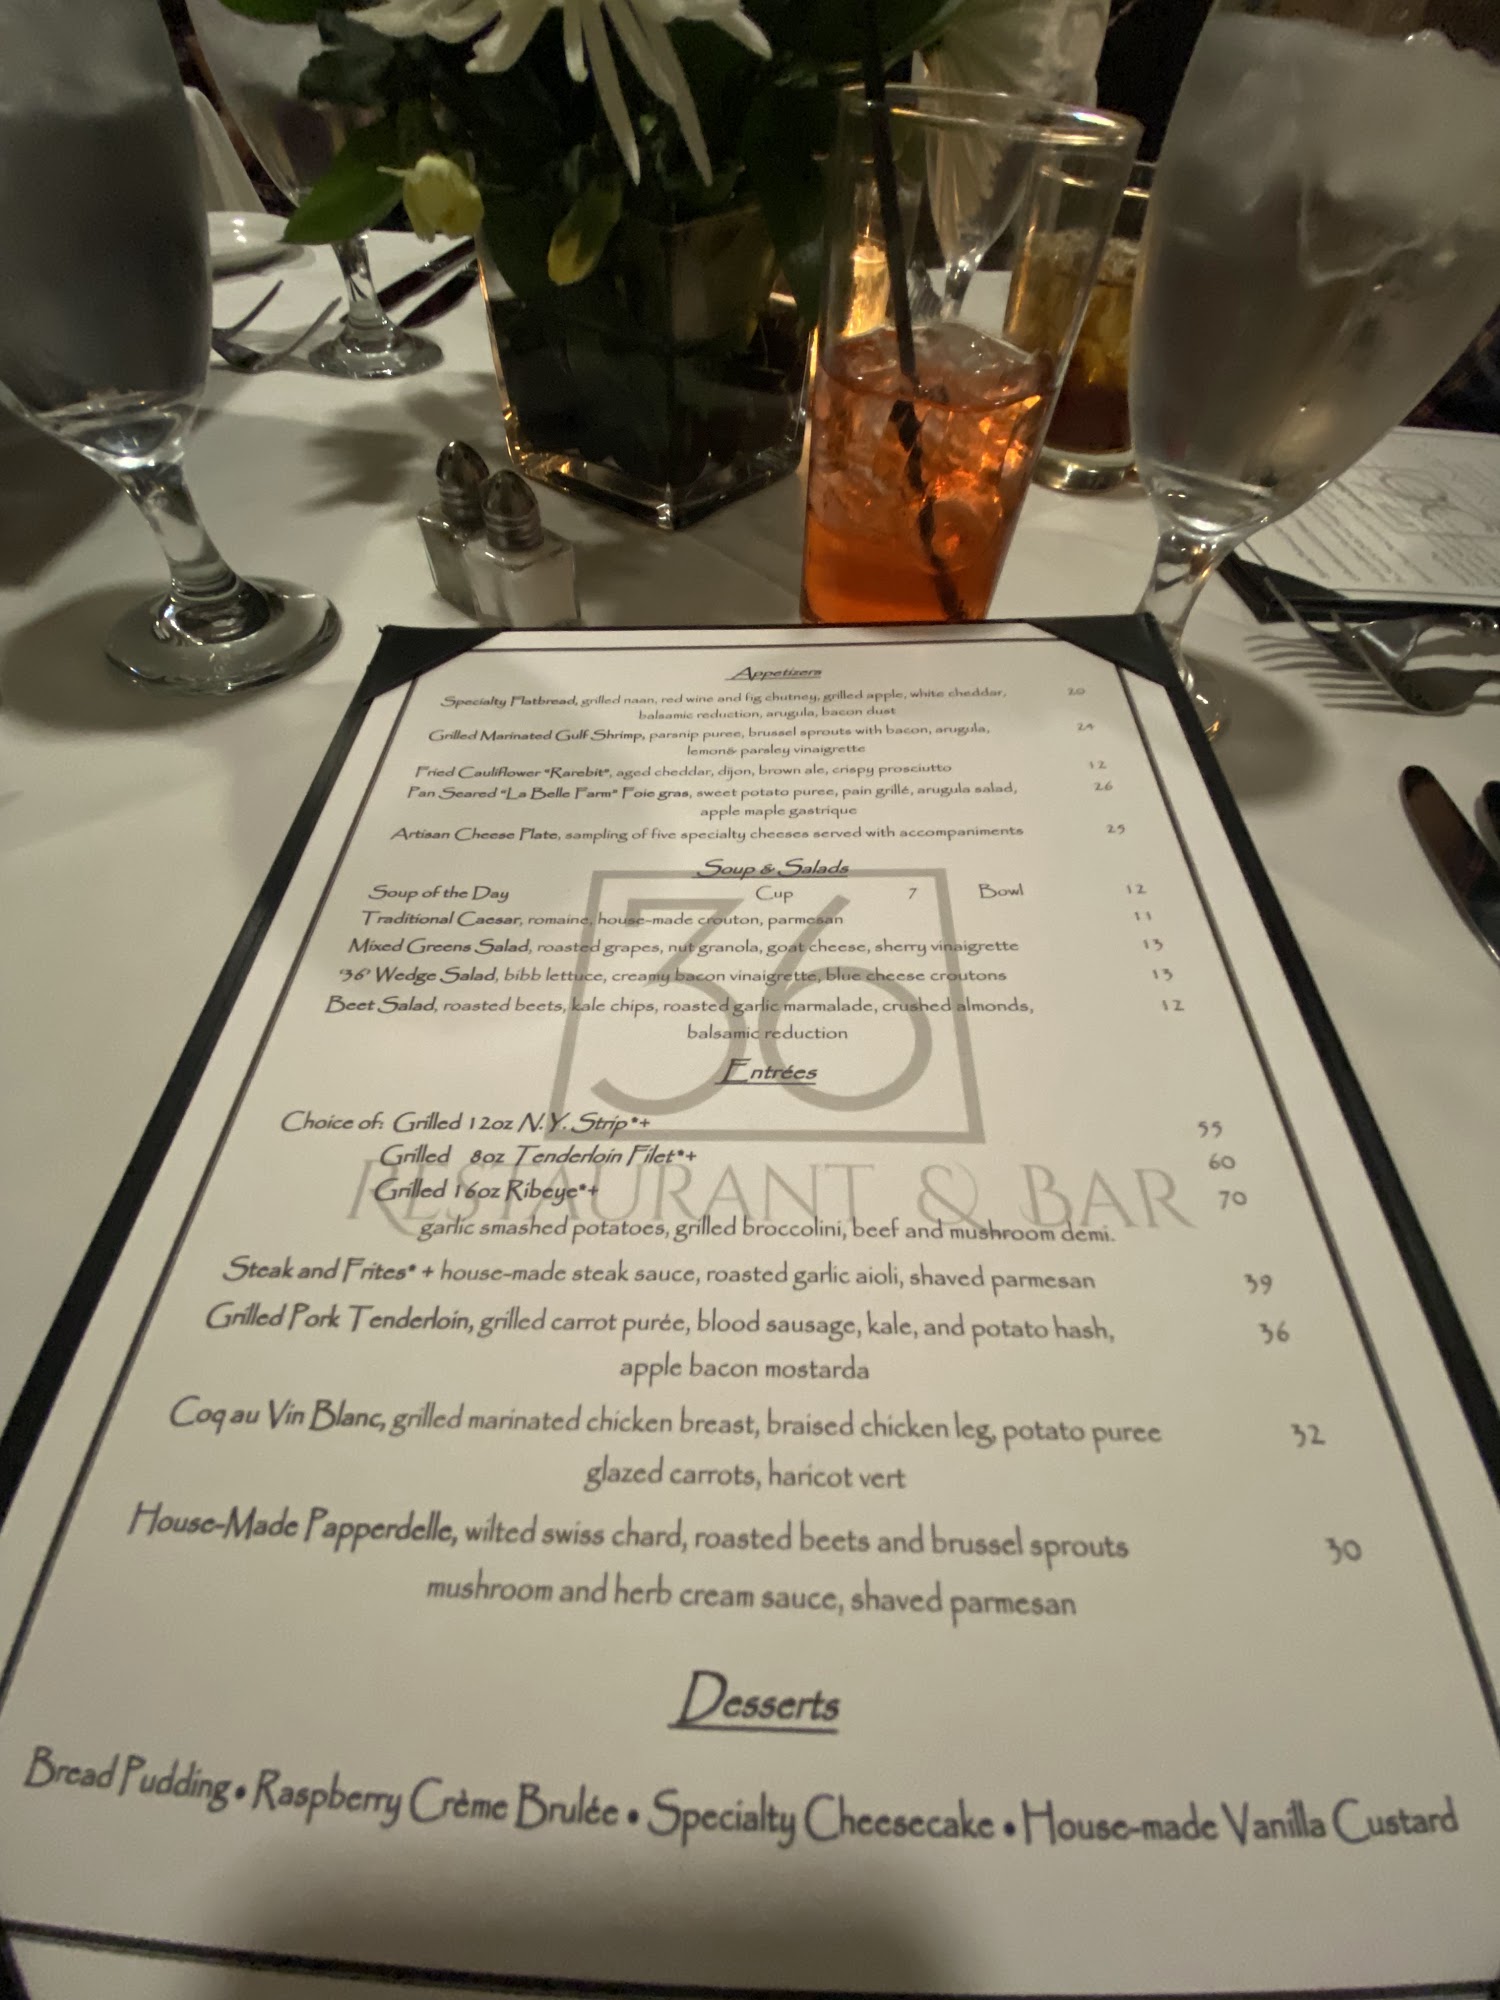 Appetizers
Specialty Flatbread, grilled naan, red wine and fig chutney, grilled apple, white cheddar, 20
balsamic reduction, arugula, bacon dust
Grilled Marinated Gulf Shrimp, parsnip puree, brussel sprouts with bacon, arugula, 24
lemon& parsley vinaigrette
Fried Cauliflower "Rarebit", aged cheddar, dijon, brown ale, crispy prosciutto 12
Pan Seared "La Belle Farm" Foie gras, sweet potato puree, pain grillé, arugula salad, 26
apple maple gastrique
Artisan Cheese Plate, sampling of five specialty cheeses served with accompaniments 25
Soup & Salads
Soup of the Day Cup 7 Bowl 12
Traditional Caesar, romaine, house-made crouton, parmesan 11
Mixed Greens Salad, roasted grapes, nut granola, goat cheese, sherry vinaigrette 13
'36' Wedge Salad, bibb lettuce, creamy bacon vinaigrette, blue cheese croutons 13
Beet Salad, roasted beets, kale chips, roasted garlic marmalade, crushed almonds, 12
balsamic reduction
36
Entrées
Choice of: Grilled 12oz N.Y. Strip*+ 55
Grilled 8oz Tenderloin Filet*+ 60
Restaurant & Bar
Grilled 16oz Ribeye*+ 70
garlic smashed potatoes, grilled broccolini, beef and mushroom demi.
Steak and Frites* + house-made steak sauce, roasted garlic aioli, shaved parmesan 39
Grilled Pork Tenderloin, grilled carrot purée, blood sausage, kale, and potato hash, 36
apple bacon mostarda
Coq au Vin Blanc, grilled marinated chicken breast, braised chicken leg, potato puree 32
glazed carrots, haricot vert
House-Made Papperdelle, wilted swiss chard, roasted beets and brussel sprouts 30
mushroom and herb cream sauce, shaved parmesan
Desserts
Bread Pudding • Raspberry Crème Brulée • Specialty Cheesecake • House-made Vanilla Custard